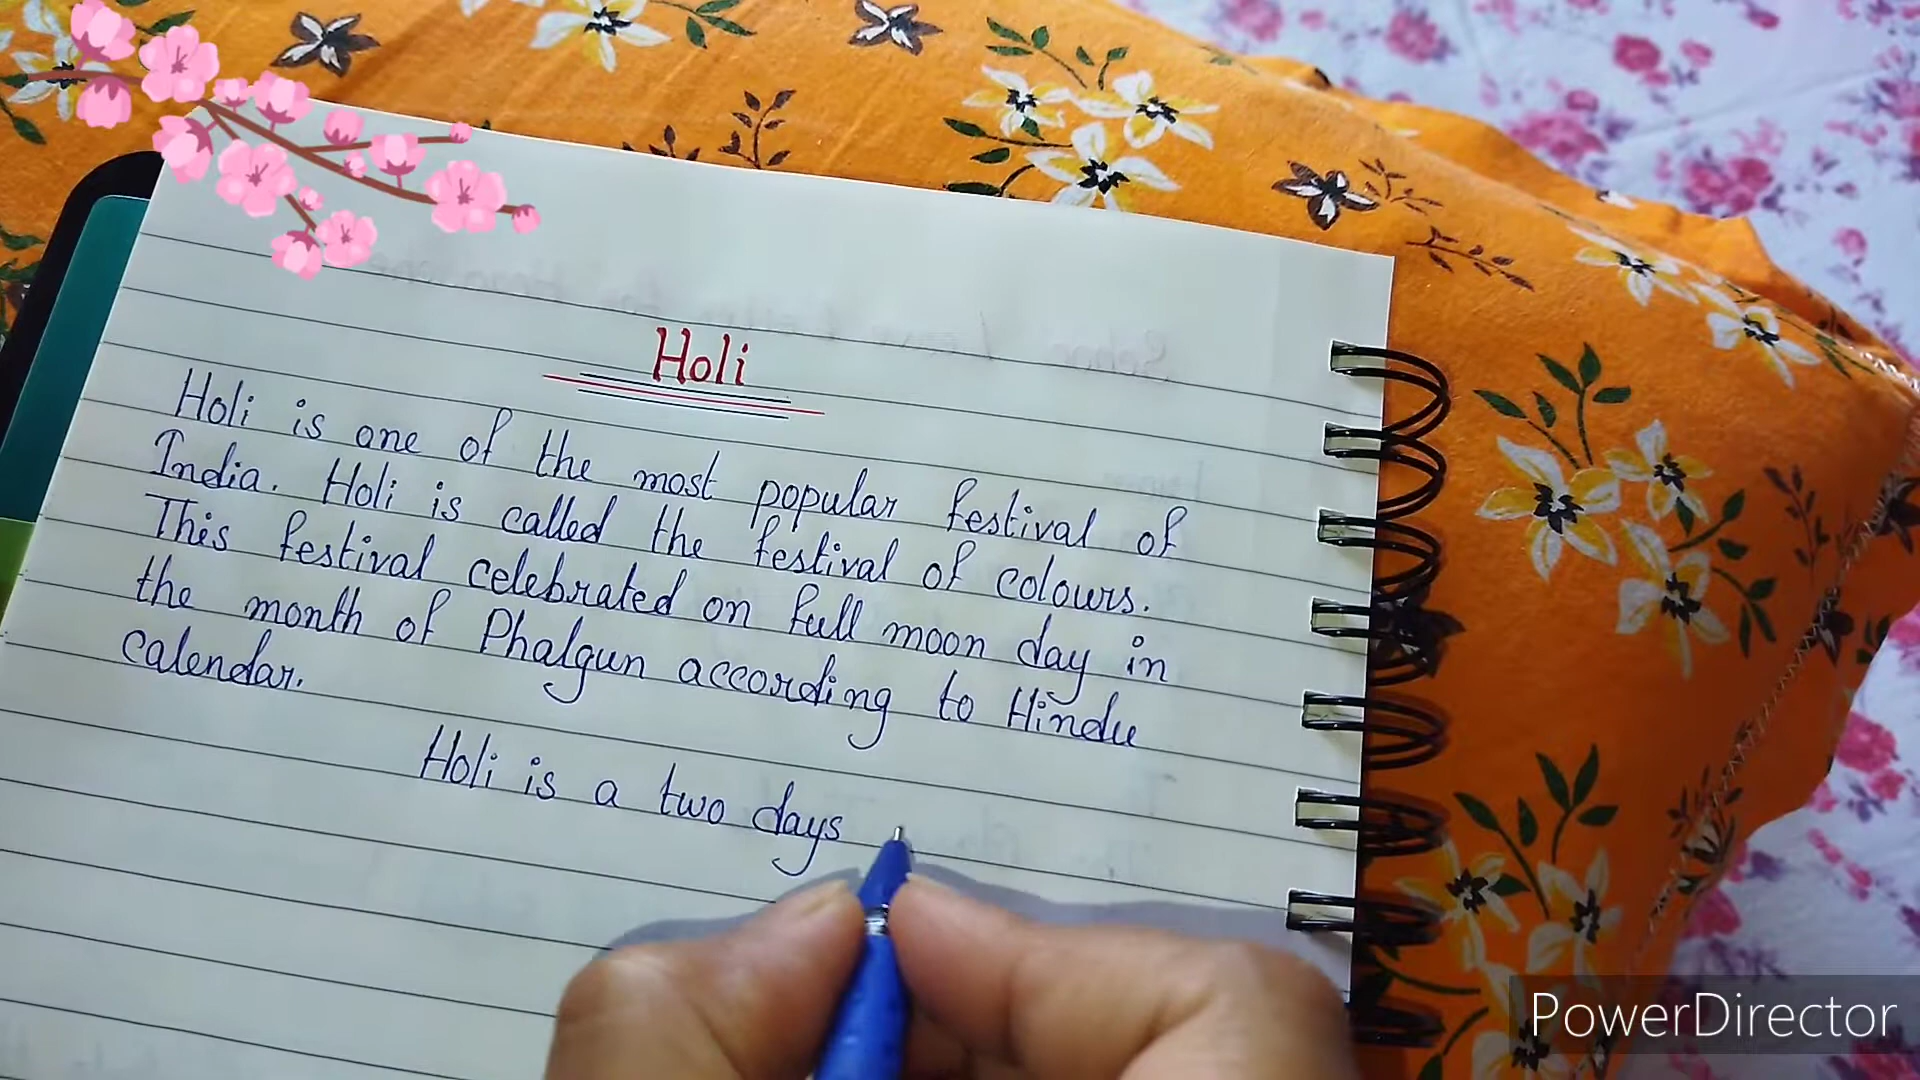 Holi
Holi is one of the most popular festival of
India. Holi is called the festival of colours.
This festival celebrated on full moon day in
the month of Phalgun according to Hindu
calendar.
Holi is a two days
PowerDirector